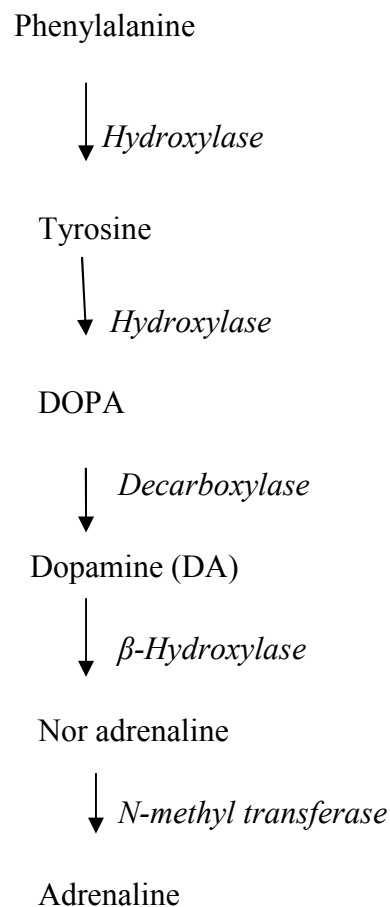 Phenylalanine
Hydroxylase
Tyrosine
Hydroxylase
DOPA
Decarboxylase
Dopamine (DA)
β-Hydroxylase
Nor adrenaline
N-methyl transferase
Adrenaline